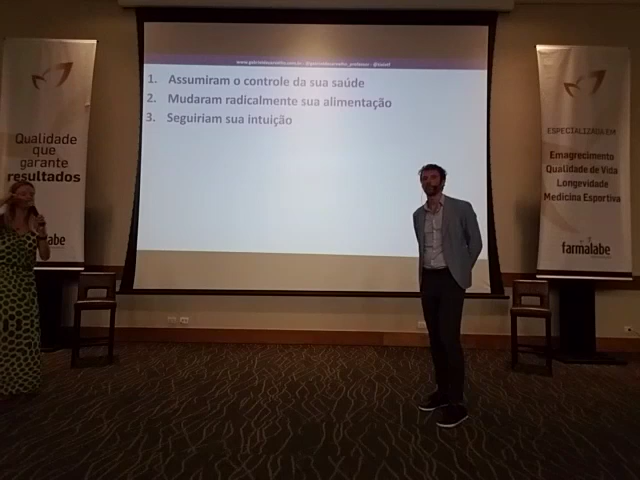 Qualidade
que
garante
resultados
farmalabe
1. Assumiram o controle da sua saúde
2. Mudaram radicalmente sua alimentação
3. Seguiriam sua intuição
ESPECIALIZADA EM
Emagrecimento
Qualidade de Vida
Longevidade
Medicina Esportiva
farmalabe